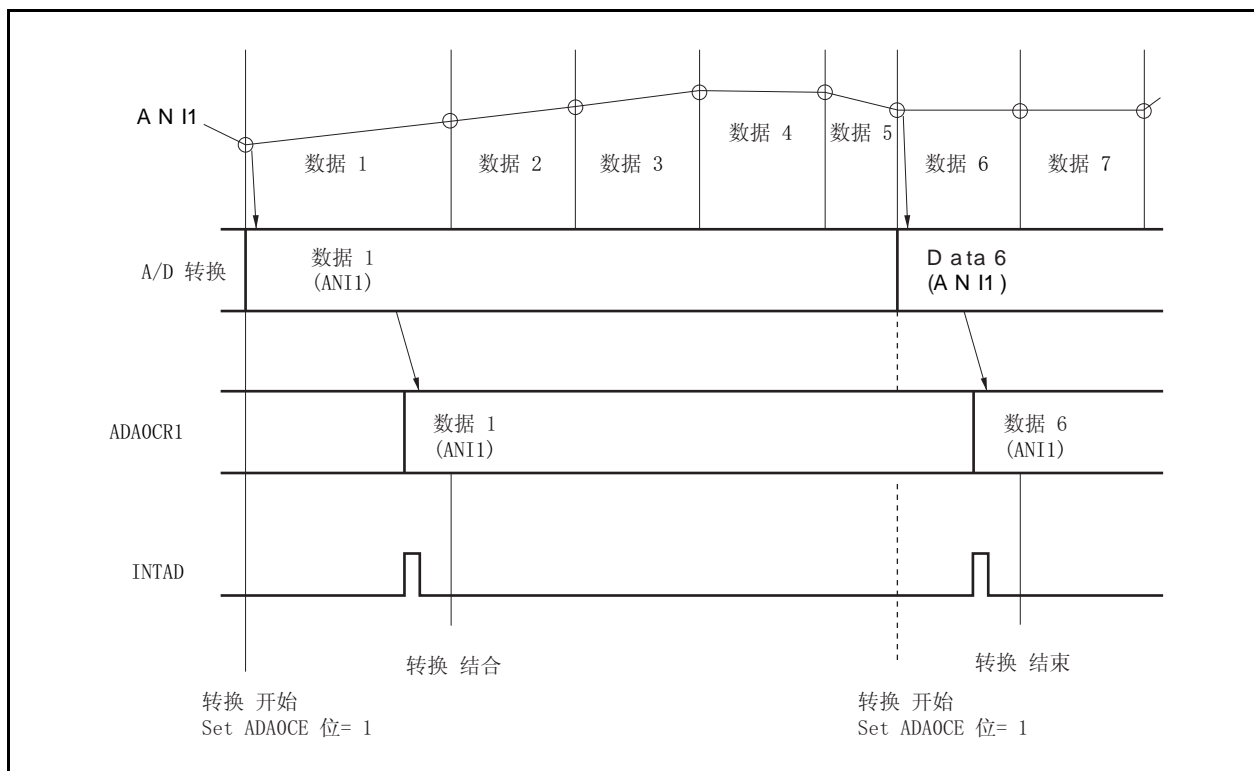 ANI1
数据 1
数据 2
数据 3
数据 4
数据 5
数据 6
数据 7
A/D 转换
数据 1
(ANI1)
Data 6
(ANI1)
ADA0CR1
数据 1
(ANI1)
数据 6
(ANI1)
INTAD
转换 结合
转换 结束
转换 开始
Set ADA0CE 位= 1
转换 开始
Set ADA0CE 位= 1